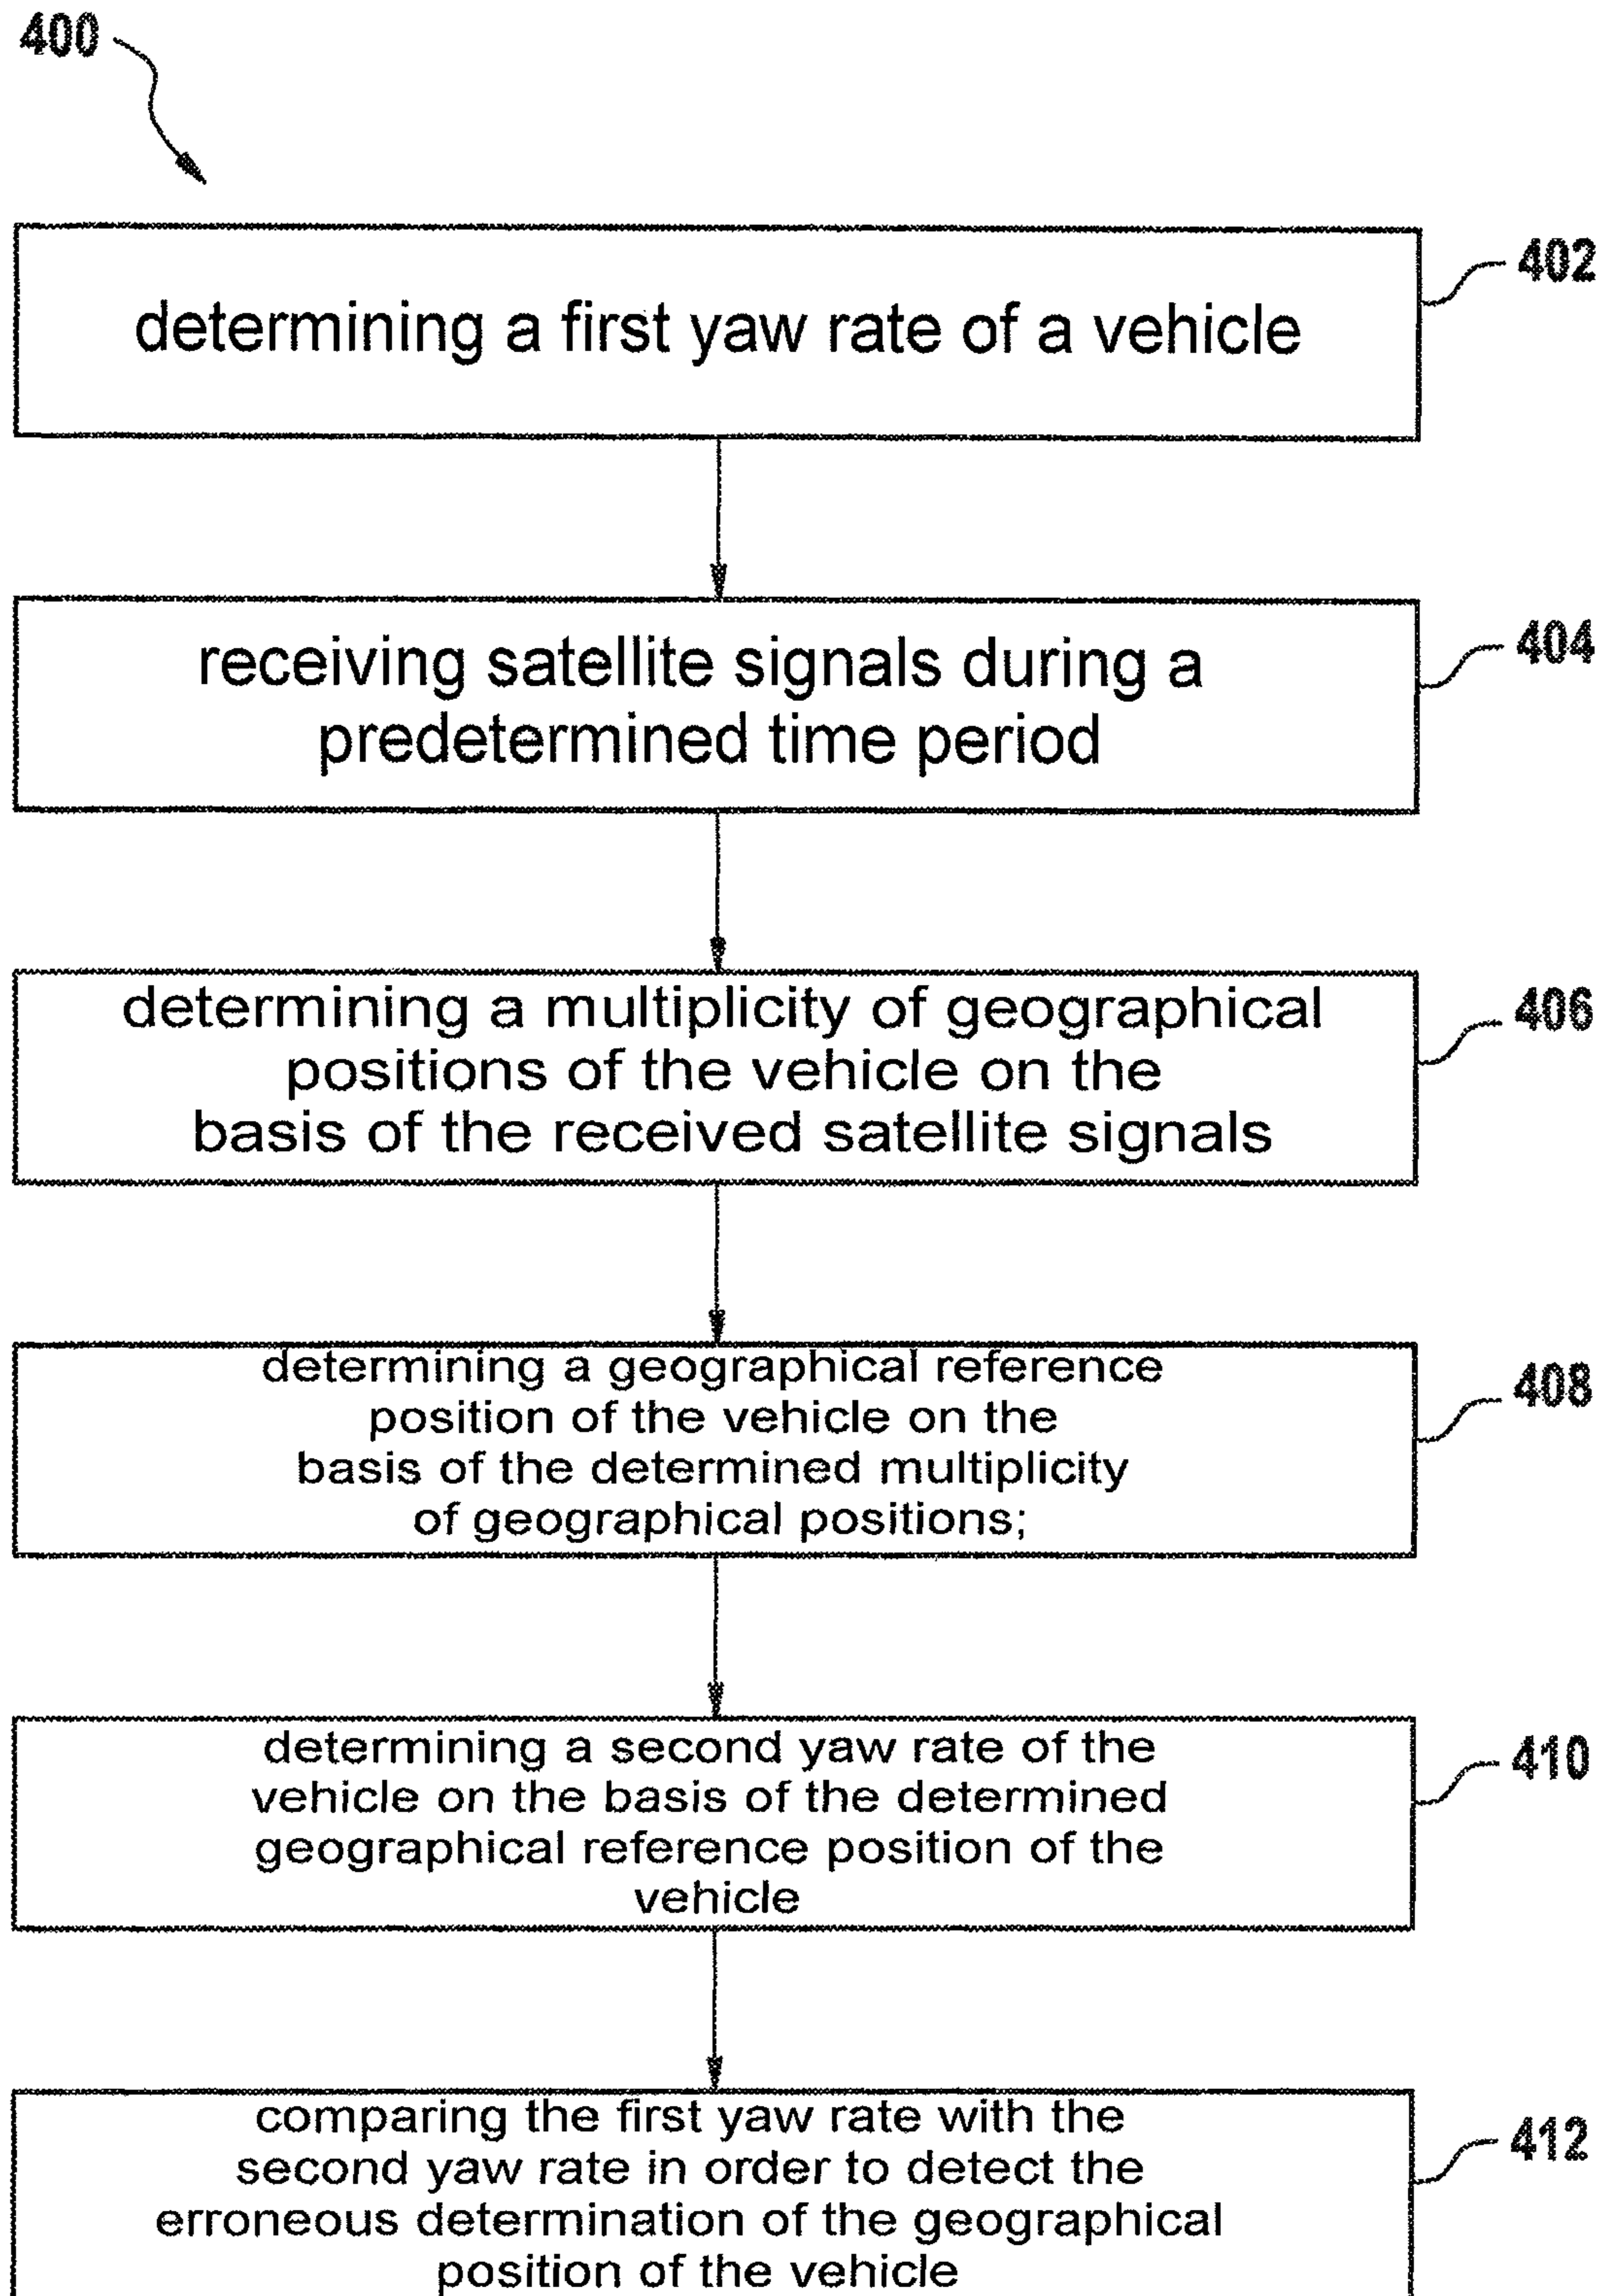 400
402
determining a first yaw rate of a vehicle
404
receiving satellite signals during a
predetermined time period
406
determining a multiplicity of geographical
positions of the vehicle on the
basis of the received satellite signals
408
determining a geographical reference
position of the vehicle on the
basis of the determined multiplicity
of geographical positions;
410
determining a second yaw rate of the
vehicle on the basis of the determined
geographical reference position of the
vehicle
412
comparing the first yaw rate with the
second yaw rate in order to detect the
erroneous determination of the geographical
position of the vehicle